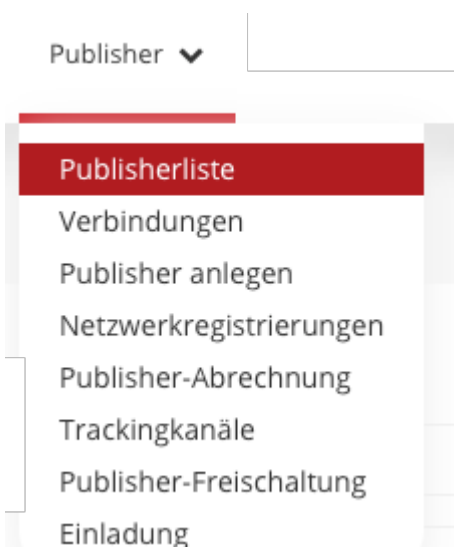 Publisher
Publisherliste
Verbindungen
Publisher anlegen
Netzwerkregistrierungen
Publisher-Abrechnung
Trackingkanäle
Publisher-Freischaltung
Einladung